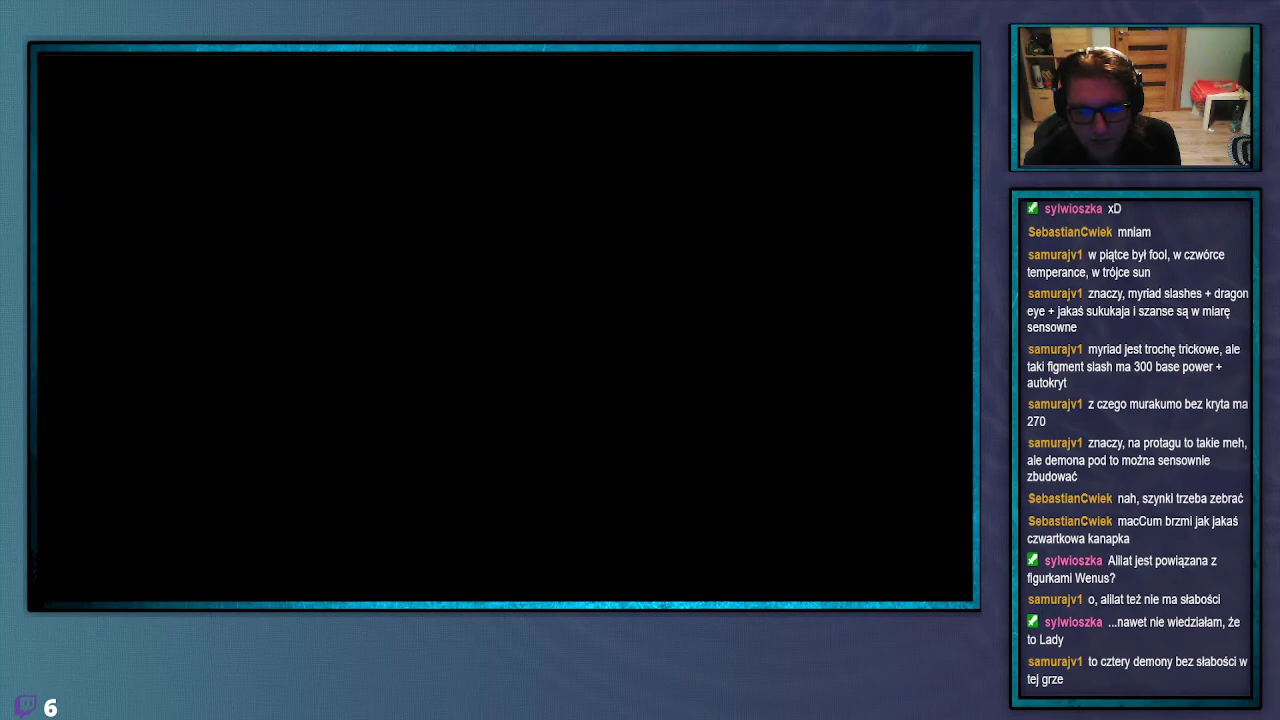 sylwioszka xD
SebastianCwiek mniam
samurajv1 w piątce był fool, w czwórce
temperance, w trójce sun
samurajv1 znaczy, myriad slashes + dragon
eye + jakaś sukukaja i szanse są w miarę
sensowne
samurajv1 myriad jest trochę trickowe, ale
taki figment slash ma 300 base power +
autokryt
samurajv1 z czego murakumo bez kryta ma
270
samurajv1 znaczy, na protagu to takie meh,
ale demona pod to można sensownie
zbudować
SebastianCwiek nah, szynki trzeba zebrać
SebastianCwiek macCum brzmi jak jakaś
czwartkowa kanapka
sylwioszka Alilat jest powiązana z
figurkami Wenus?
samurajv1 o, alilat też nie ma słabości
sylwioszka ...nawet nie wiedziałam, że
to Lady
samurajv1 to cztery demony bez słabości w
tej grze
6